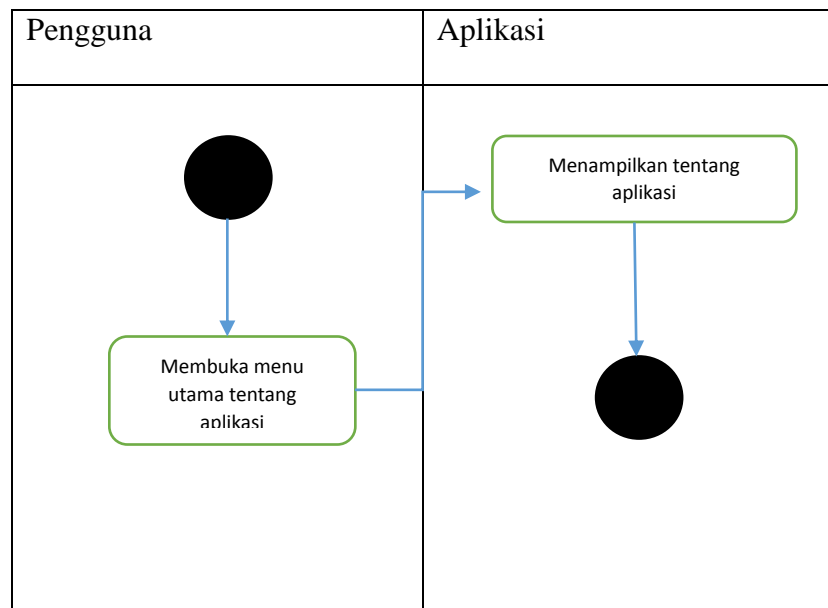 Pengguna
Aplikasi
Menampilkan tentang
aplikasi
Membuka menu
utama tentang
aplikasi